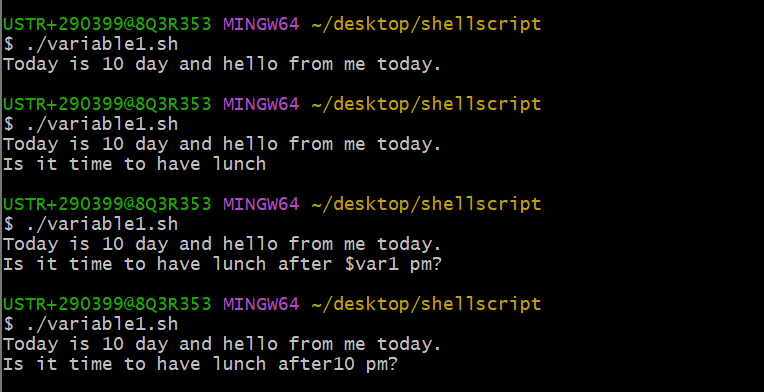 USTR+290399@8Q3R353 MINGW64 ~/desktop/shellscript
$ ./variable1.sh
Today is 10 day and hello from me today.
USTR+290399@8Q3R353 MINGW64 ~/desktop/shellscript
$ ./variable1.sh
Today is 10 day and hello from me today.
Is it time to have lunch
USTR+290399@8Q3R353 MINGW64 ~/desktop/shellscript
$ ./variable1.sh
Today is 10 day and hello from me today.
Is it time to have lunch after $var1 pm?
USTR+290399@8Q3R353 MINGW64 ~/desktop/shellscript
$ ./variable1.sh
Today is 10 day and hello from me today.
Is it time to have lunch after10 pm?